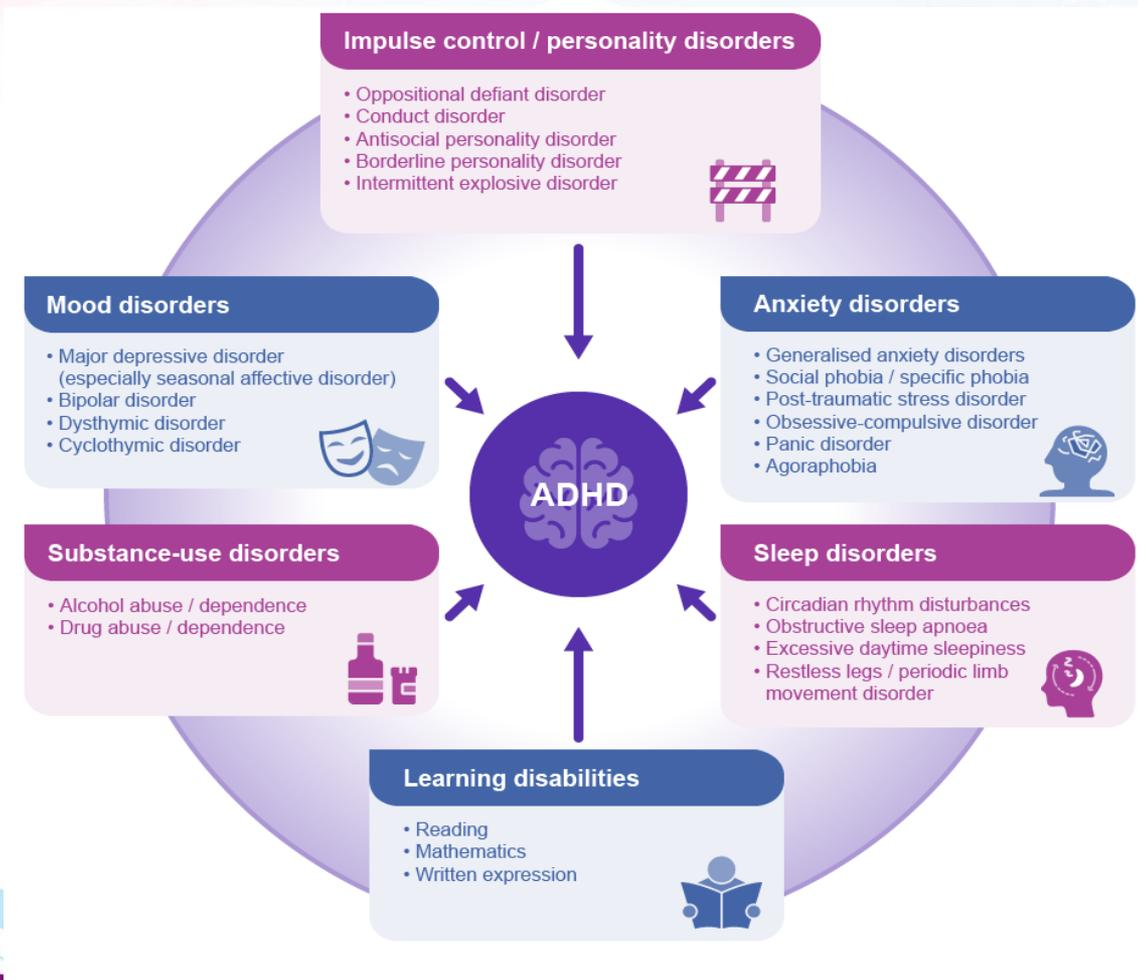 Impulse control / personality disorders
• Oppositional defiant disorder
• Conduct disorder
• Antisocial personality disorder
• Borderline personality disorder
• Intermittent explosive disorder
Mood disorders
• Major depressive disorder
(especially seasonal affective disorder)
• Bipolar disorder
• Dysthymic disorder
• Cyclothymic disorder
Anxiety disorders
• Generalised anxiety disorders
• Social phobia / specific phobia
• Post-traumatic stress disorder
• Obsessive-compulsive disorder
• Panic disorder
• Agoraphobia
ADHD
Substance-use disorders
• Alcohol abuse / dependence
• Drug abuse / dependence
Sleep disorders
• Circadian rhythm disturbances
• Obstructive sleep apnoea
• Excessive daytime sleepiness
• Restless legs / periodic limb
movement disorder
Learning disabilities
• Reading
• Mathematics
• Written expression